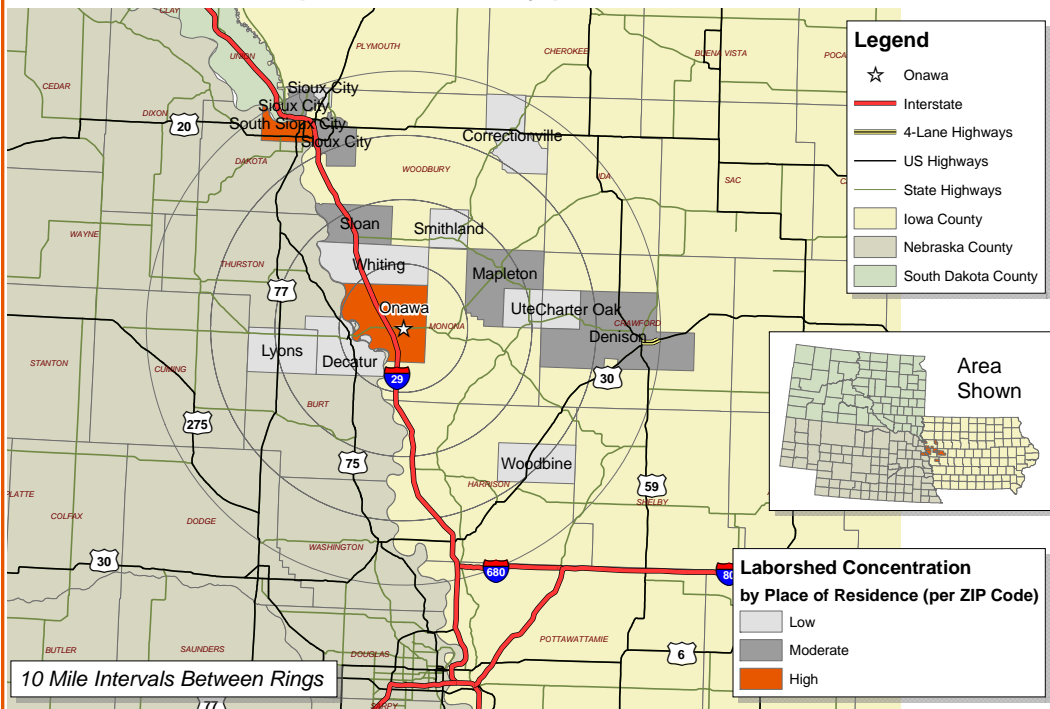 CLAY
UNION
PLYMOUTH
CHEROKEE
BUENA VISTA
POCA
CEDAR
DIXON
20
Sioux City
Sioux City
South Sioux City
Sioux City
DAKOTA
WOODBURY
Correctionville
IDA
SAC
WAYNE
THURSTON
77
Sloan
Smithland
Whiting
Mapleton
Onawa
MONONA
Ute
Charter Oak
CRAWFORD
Denison
Lyons
Decatur
29
30
STANTON
CUMING
BURT
275
75
Woodbine
HARRISON
59
SHELBY
PLATTE
COLFAX
DODGE
WASHINGTON
30
680
80
POTTAWATTAMIE
BUTLER
SAUNDERS
DOUGLAS
6
SARPY
77
10 Mile Intervals Between Rings
Legend
Onawa
Interstate
4-Lane Highways
US Highways
State Highways
Iowa County
Nebraska County
South Dakota County
Area
Shown
Laborshed Concentration
by Place of Residence (per ZIP Code)
Low
Moderate
High